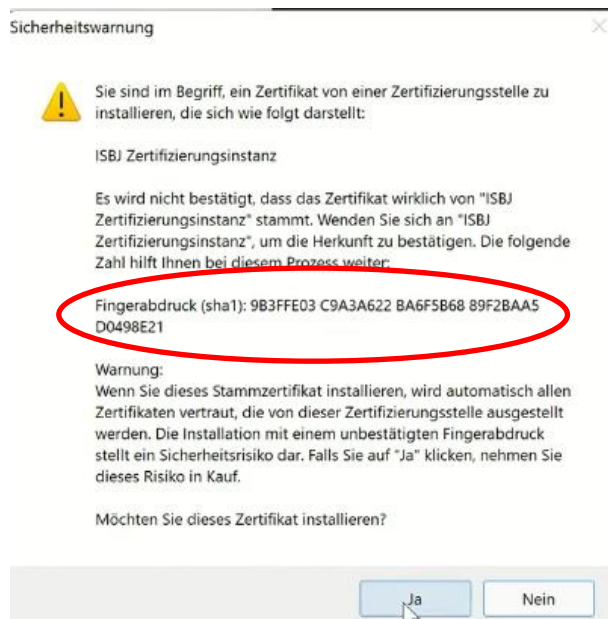 Sicherheitswarnung
Sie sind im Begriff, ein Zertifikat von einer Zertifizierungsstelle zu
installieren, die sich wie folgt darstellt:
ISBJ Zertifizierungsinstanz
Es wird nicht bestätigt, dass das Zertifikat wirklich von "ISBJ
Zertifizierungsinstanz" stammt. Wenden Sie sich an "ISBJ
Zertifizierungsinstanz", um die Herkunft zu bestätigen. Die folgende
Zahl hilft Ihnen bei diesem Prozess weiter:
Fingerabdruck (sha1): 9B3FFE03 C9A3A622 BA6F5B68 89F2BAA5
D0498E21
Warnung:
Wenn Sie dieses Stammzertifikat installieren, wird automatisch allen
Zertifikaten vertraut, die von dieser Zertifizierungsstelle ausgestellt
werden. Die Installation mit einem unbestätigten Fingerabdruck
stellt ein Sicherheitsrisiko dar. Falls Sie auf "Ja" klicken, nehmen Sie
dieses Risiko in Kauf.
Möchten Sie dieses Zertifikat installieren?
Ja Nein